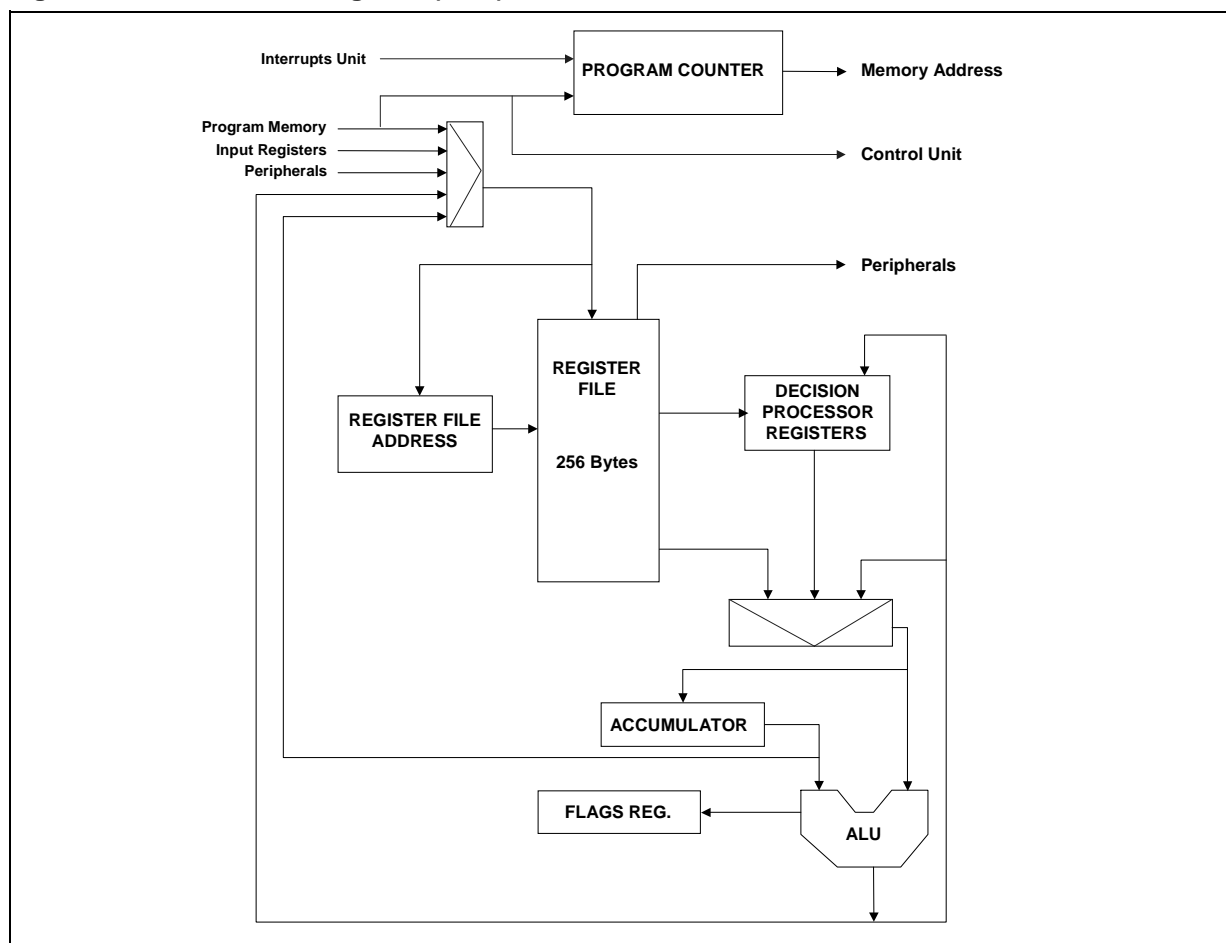 Interrupts Unit
PROGRAM COUNTER
Memory Address
Program Memory
Input Registers
Peripherals
Control Unit
Peripherals
REGISTER
FILE
256 Bytes
REGISTER FILE
ADDRESS
DECISION
PROCESSOR
REGISTERS
ACCUMULATOR
FLAGS REG.
ALU